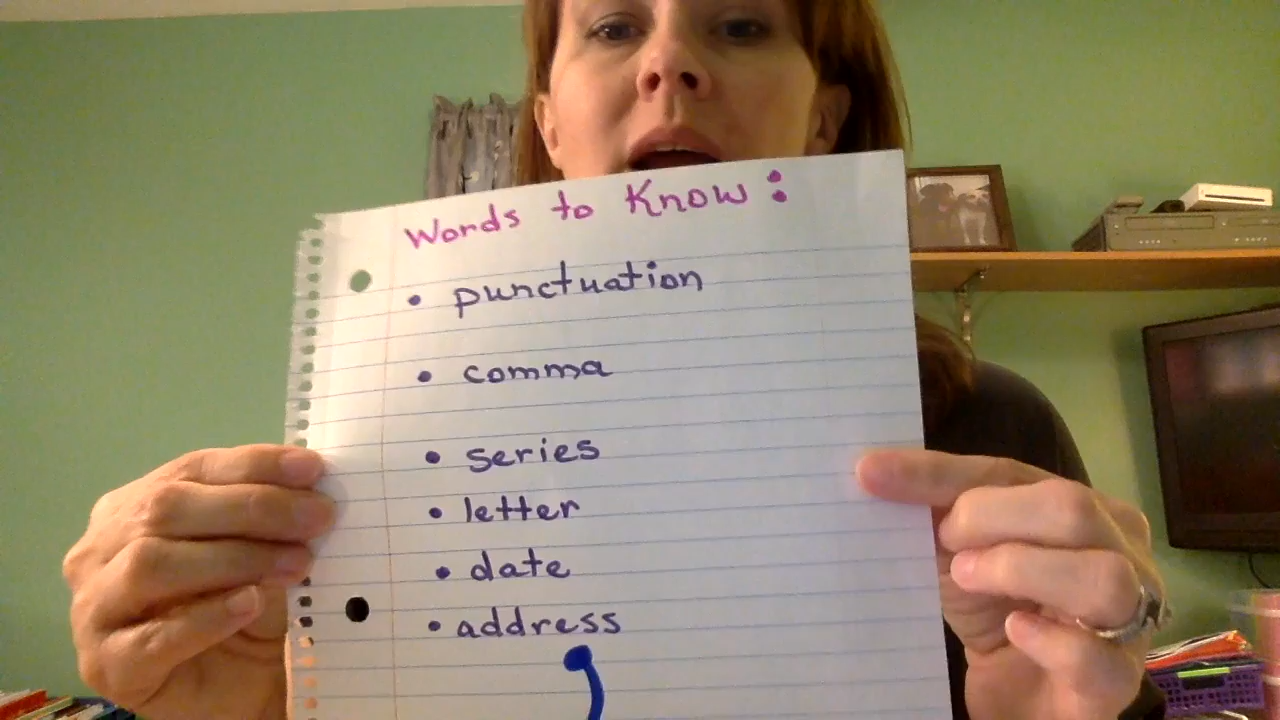 Words to Know:
• punctuation
• comma
• series
• letter
• date
• address